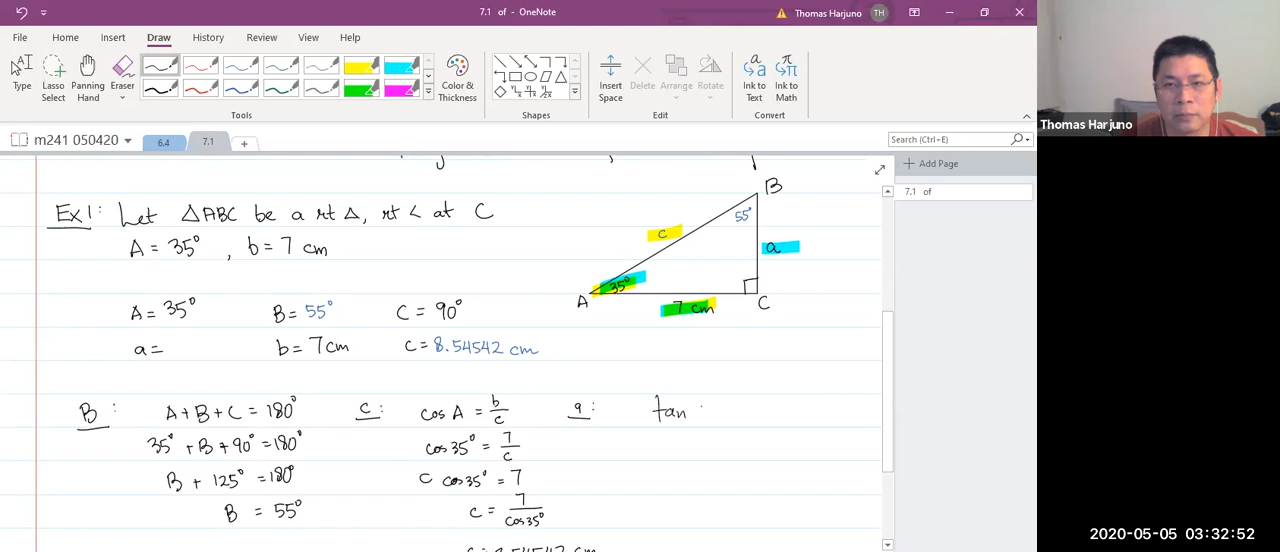 7.1 of - OneNote
Thomas Harjuno
TH
File
Home
Insert
Draw
History
Review
View
Help
Type
Lasso Select
Panning Hand
Eraser
Color & Thickness
Insert Space
Delete
Arrange
Rotate
Ink to Text
Ink to Math
Tools
Shapes
Edit
Convert
m241 050420
6.4
7.1
Search (Ctrl+E)
Add Page
7.1 of
Ex1: Let △ABC be a rt △, rt < at C
A = 35° , b = 7 cm
A = 35° B = 55° C = 90°
a = b = 7cm c = 8.54542 cm
B
55°
c
a
35°
A
7 cm
C
B : A + B + C = 180°
35° + B + 90° = 180°
B + 125° = 180°
B = 55°
c : cos A = b/c
cos 35° = 7/c
c cos 35° = 7
c = 7/cos 35°
c = 8.54542 cm
a : tan
Thomas Harjuno
2020-05-05 03:32:52